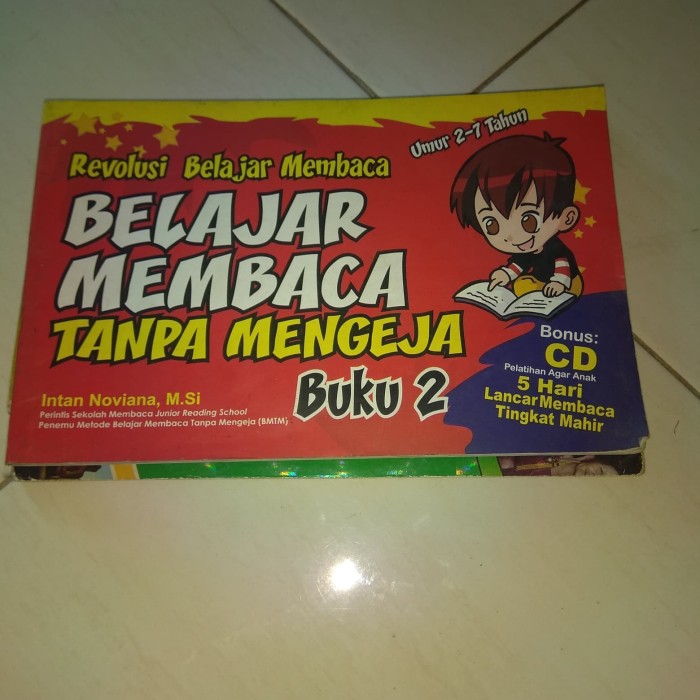 Umur 2-7 Tahun
Revolusi Belajar Membaca
BELAJAR
MEMBACA
TANPA MENGEJA
Buku 2
Intan Noviana, M.Si
Perintis Sekolah Membaca Junior Reading School
Penemu Metode Belajar Membaca Tanpa Mengeja (BMTM)
Bonus:
CD
Pelatihan Agar Anak
5 Hari
Lancar Membaca
Tingkat Mahir